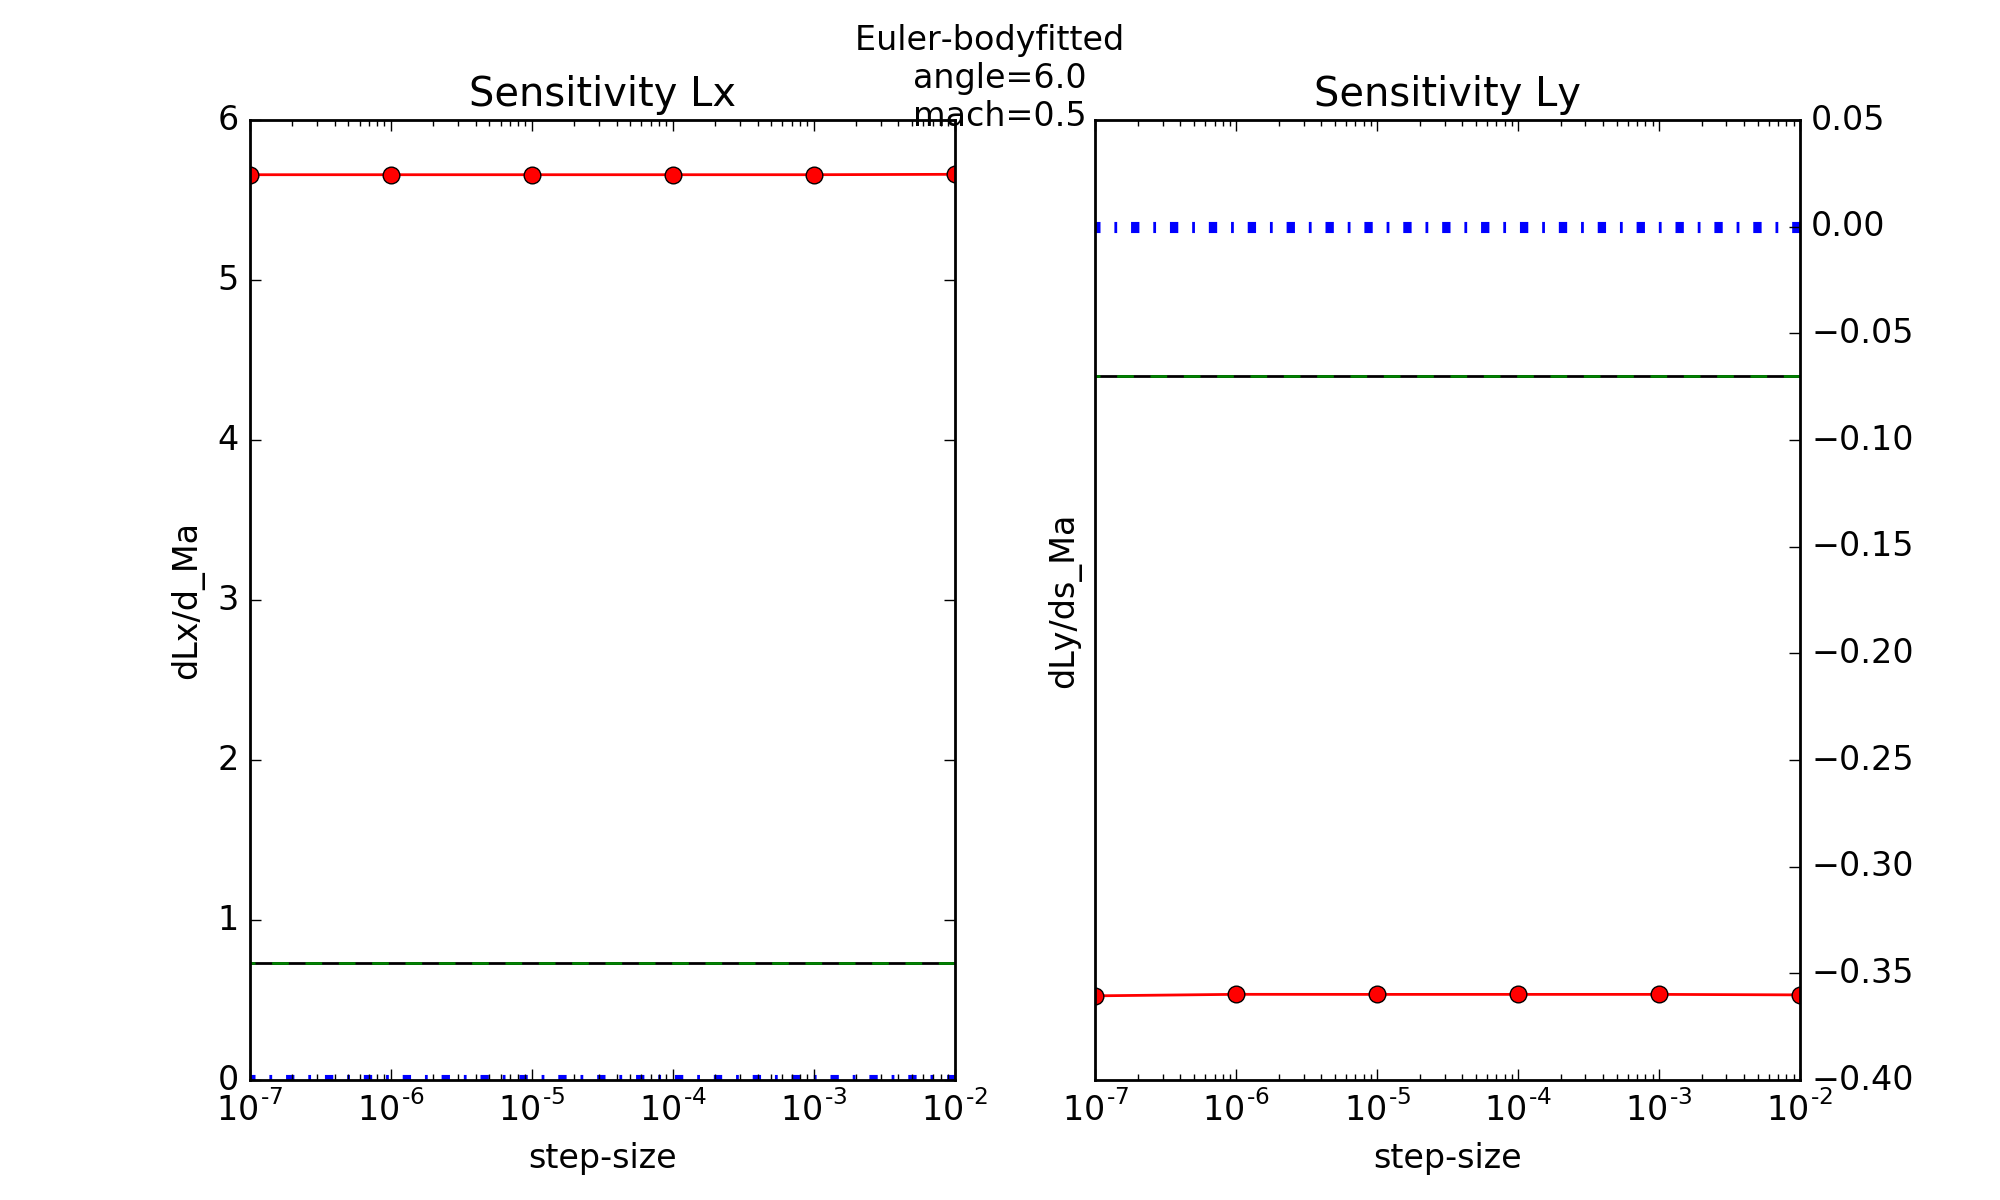 Euler-bodyfitted
angle=6.0
mach=0.5
Sensitivity Lx
6
5
4
3
2
1
0
dLx/d_Ma
10^-7 10^-6 10^-5 10^-4 10^-3 10^-2
step-size
Sensitivity Ly
0.05
0.00
−0.05
−0.10
−0.15
−0.20
−0.25
−0.30
−0.35
−0.40
dLy/ds_Ma
10^-7 10^-6 10^-5 10^-4 10^-3 10^-2
step-size